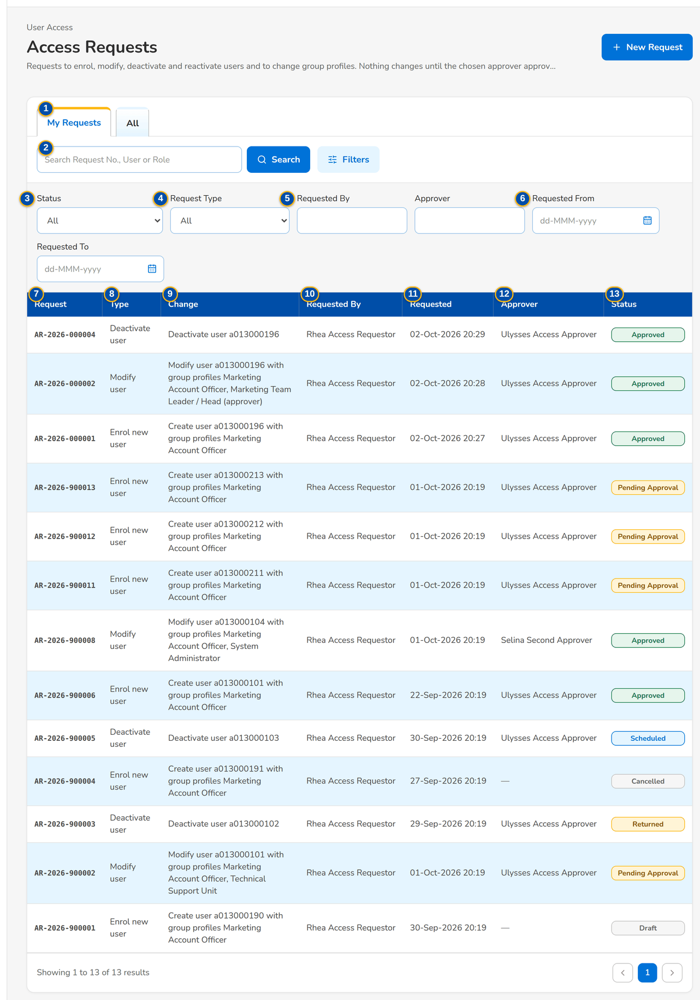 User Access
Access Requests
New Request
Requests to enrol, modify, deactivate and reactivate users and to change group profiles. Nothing changes until the chosen approver approv...
1
My Requests
All
2
Search Request No., User or Role
Search
Filters
3 Status
4 Request Type
5 Requested By
Approver
6 Requested From
All
All
dd-MMM-yyyy
Requested To
dd-MMM-yyyy
7 8 9 10 11 12 13
Request Type Change Requested By Requested Approver Status
AR-2026-000004 Deactivate user Deactivate user a013000196 Rhea Access Requestor 02-Oct-2026 20:29 Ulysses Access Approver Approved
Modify user a013000196 with
group profiles Marketing
AR-2026-000002 Modify user Account Officer, Marketing Team Rhea Access Requestor 02-Oct-2026 20:28 Ulysses Access Approver Approved
Leader / Head (approver)
Create user a013000196 with
AR-2026-000001 Enrol new user group profiles Marketing Rhea Access Requestor 02-Oct-2026 20:27 Ulysses Access Approver Approved
Account Officer
Create user a013000213 with
AR-2026-900013 Enrol new user group profiles Marketing Rhea Access Requestor 01-Oct-2026 20:19 Ulysses Access Approver Pending Approval
Account Officer
Create user a013000212 with
AR-2026-900012 Enrol new user group profiles Marketing Rhea Access Requestor 01-Oct-2026 20:19 Ulysses Access Approver Pending Approval
Account Officer
Create user a013000211 with
AR-2026-900011 Enrol new user group profiles Marketing Rhea Access Requestor 01-Oct-2026 20:19 Ulysses Access Approver Pending Approval
Account Officer
Modify user a013000104 with
group profiles Marketing
AR-2026-900008 Modify user Account Officer, System Rhea Access Requestor 01-Oct-2026 20:19 Selina Second Approver Approved
Administrator
Create user a013000101 with
AR-2026-900006 Enrol new user group profiles Marketing Rhea Access Requestor 22-Sep-2026 20:19 Ulysses Access Approver Approved
Account Officer
AR-2026-900005 Deactivate user Deactivate user a013000103 Rhea Access Requestor 30-Sep-2026 20:19 Ulysses Access Approver Scheduled
Create user a013000191 with
AR-2026-900004 Enrol new user group profiles Marketing Rhea Access Requestor 27-Sep-2026 20:19 — Cancelled
Account Officer
AR-2026-900003 Deactivate user Deactivate user a013000102 Rhea Access Requestor 29-Sep-2026 20:19 Ulysses Access Approver Returned
Modify user a013000101 with
group profiles Marketing
AR-2026-900002 Modify user Account Officer, Technical Rhea Access Requestor 01-Oct-2026 20:19 Ulysses Access Approver Pending Approval
Support Unit
Create user a013000190 with
AR-2026-900001 Enrol new user group profiles Marketing Rhea Access Requestor 30-Sep-2026 20:19 — Draft
Account Officer
Showing 1 to 13 of 13 results
1